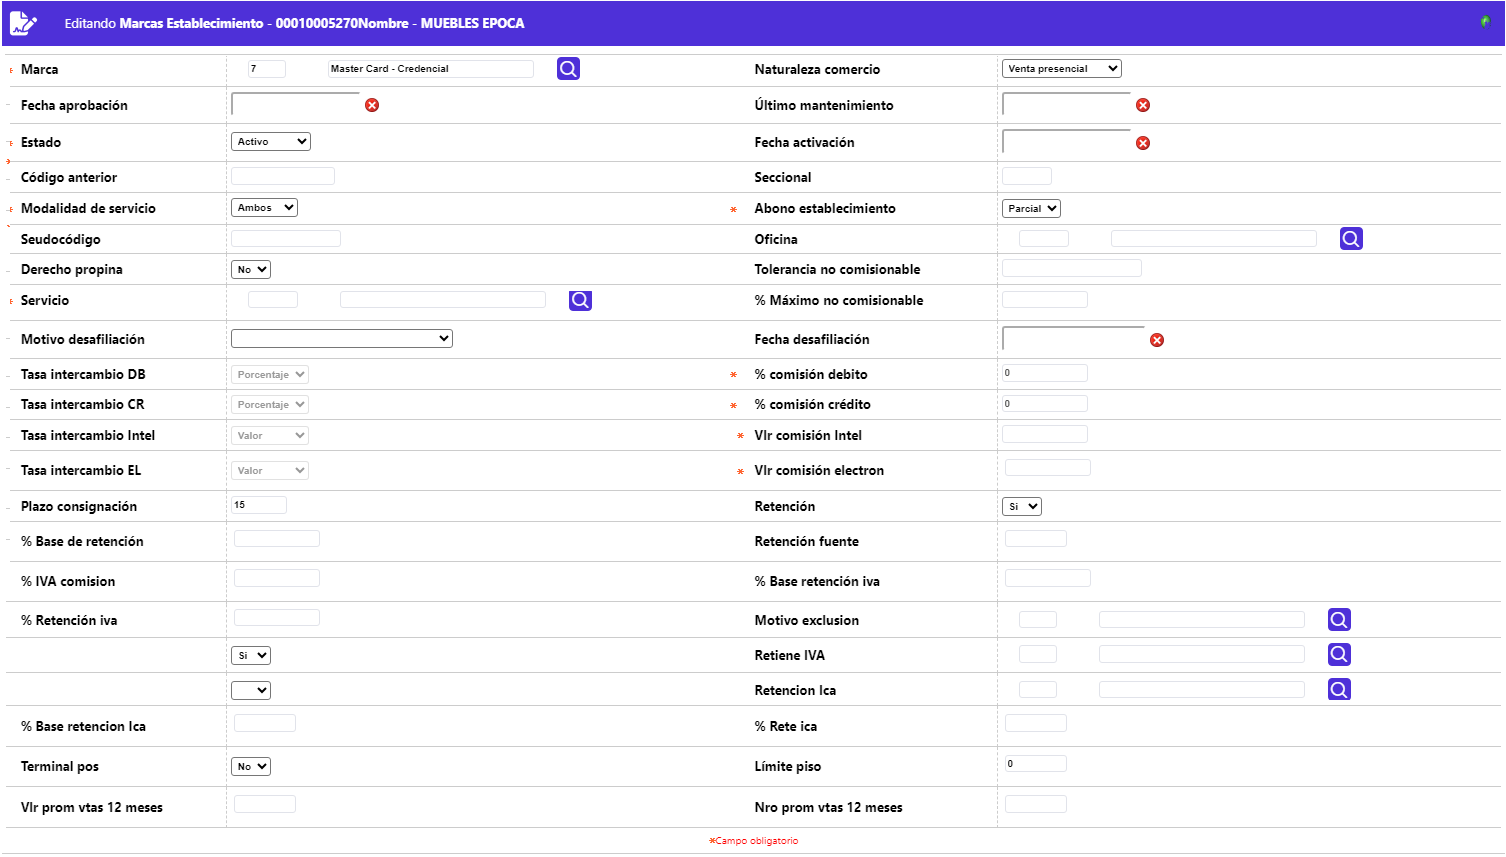 Editando Marcas Establecimiento - 00010005270Nombre - MUEBLES EPOCA
* Marca 7 Master Card - Credencial Naturaleza comercio Venta presencial
Fecha aprobación Último mantenimiento
Estado Activo Fecha activación
Código anterior Seccional
Modalidad de servicio Ambos * Abono establecimiento Parcial
Seudocódigo Oficina
Derecho propina No Tolerancia no comisionable
Servicio % Máximo no comisionable
Motivo desafiliación Fecha desafiliación
Tasa intercambio DB Porcentaje * % comisión debito 0
Tasa intercambio CR Porcentaje * % comisión crédito 0
Tasa intercambio Intel Valor * Vlr comisión Intel
Tasa intercambio EL Valor * Vlr comisión electron
Plazo consignación 15 Retención Si
% Base de retención Retención fuente
% IVA comision % Base retención iva
% Retención iva Motivo exclusion
Si Retiene IVA
Retencion Ica
% Base retencion Ica % Rete ica
Terminal pos No Límite piso 0
Vlr prom vtas 12 meses Nro prom vtas 12 meses
*Campo obligatorio